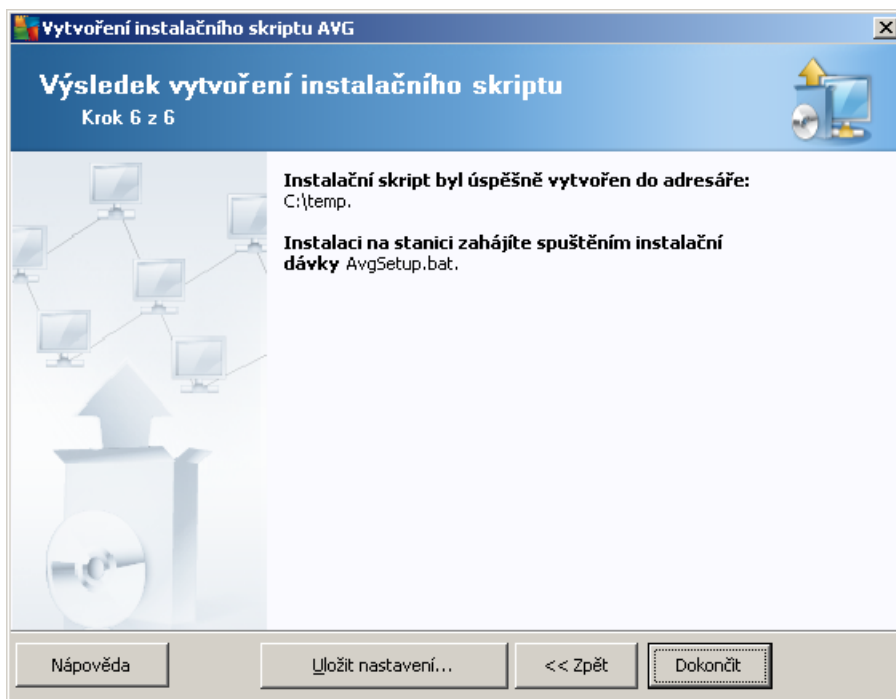 Vytvoření instalačního skriptu AVG
Výsledek vytvoření instalačního skriptu
Krok 6 z 6
Instalační skript byl úspěšně vytvořen do adresáře:
C:\temp.
Instalaci na stanici zahájíte spuštěním instalační
dávky AvgSetup.bat.
Nápověda
Uložit nastavení...
<< Zpět
Dokončit